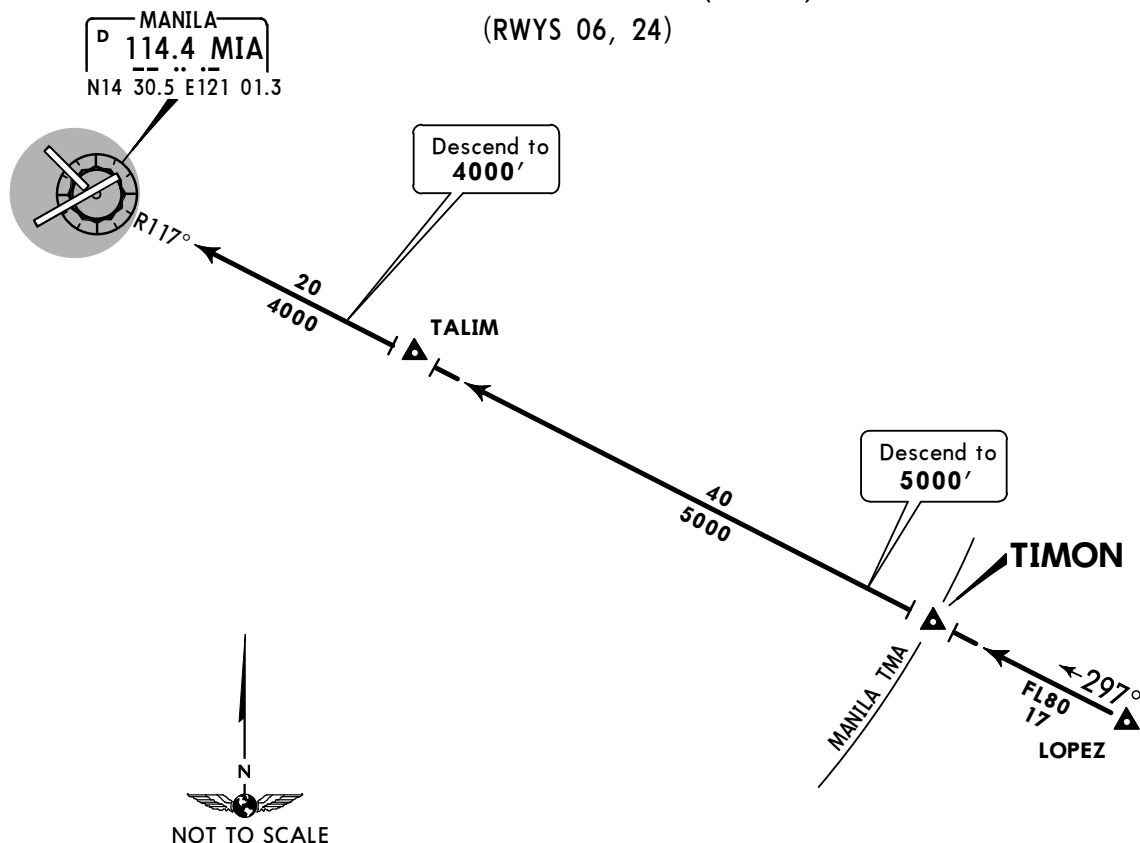 (RWYS 06, 24)
MANILA
D 114.4 MIA
N14 30.5 E121 01.3
Descend to
4000′
R117°
20
4000
TALIM
Descend to
5000′
40
5000
TIMON
MANILA TMA
297°
FL80
17
LOPEZ
N
NOT TO SCALE